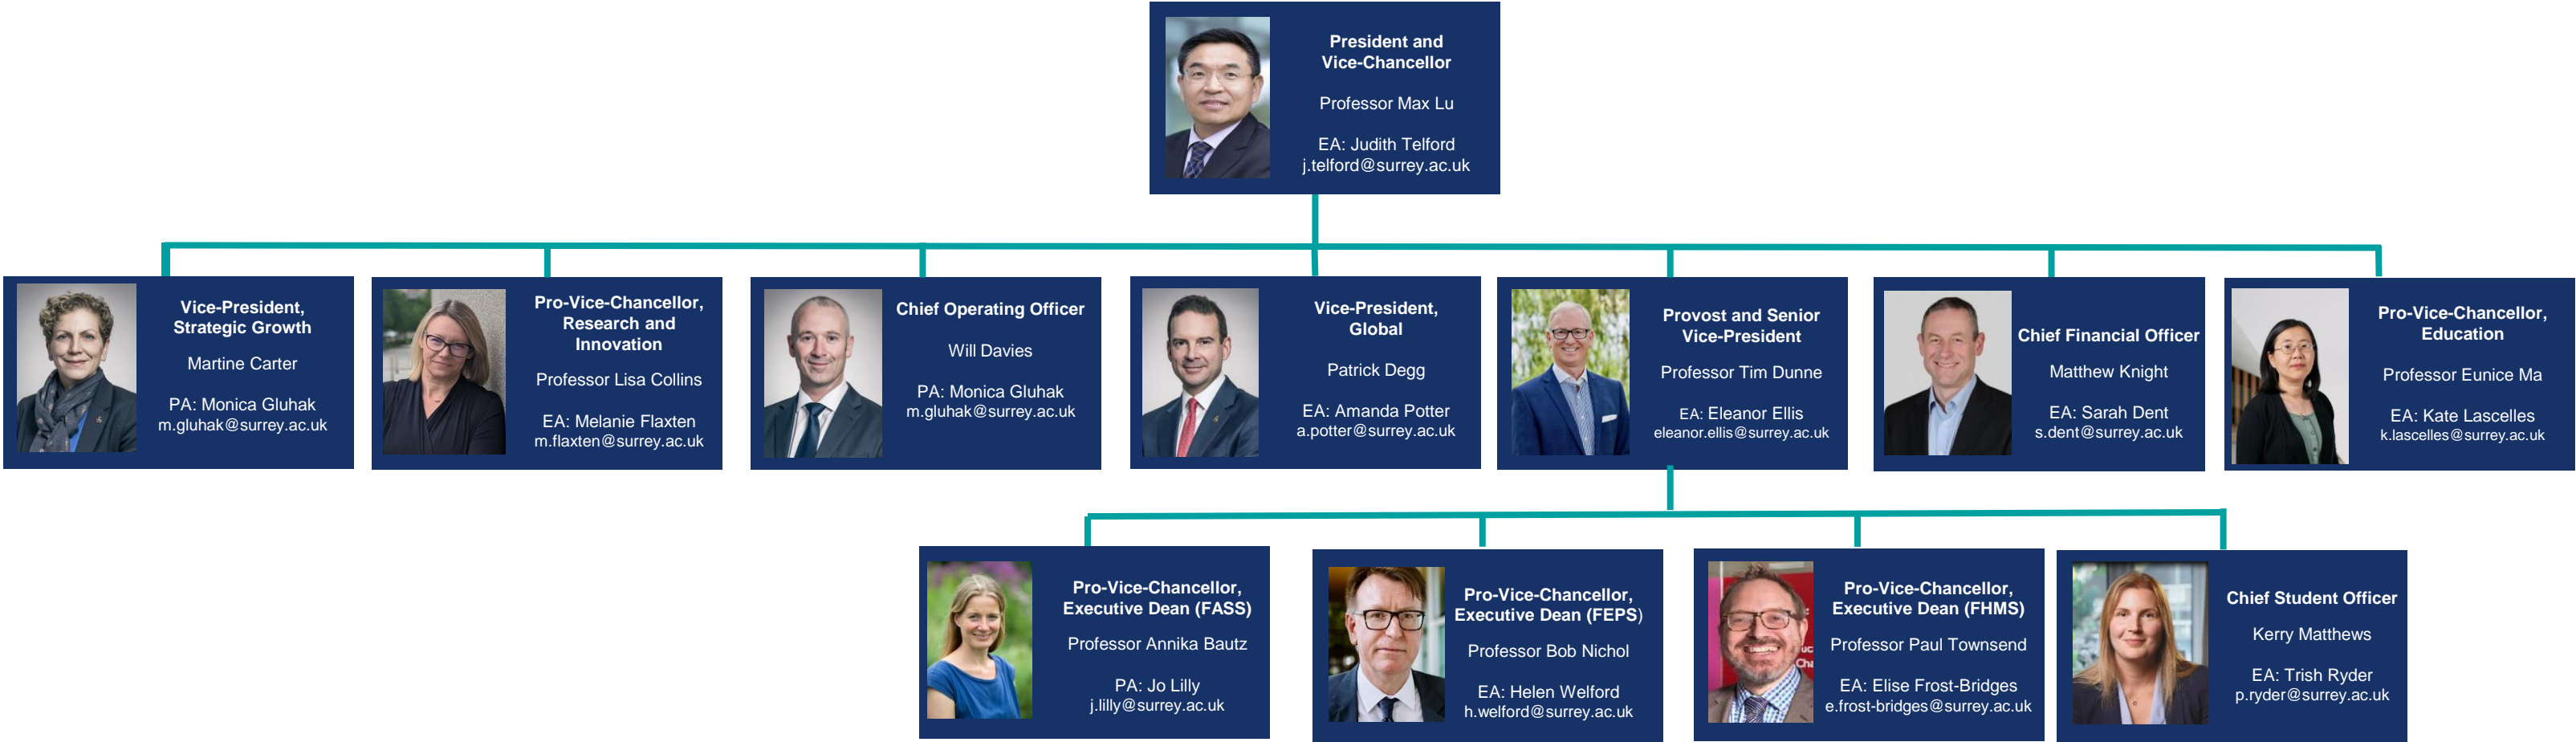 President and
Vice-Chancellor
Professor Max Lu
EA: Judith Telford
j.telford@surrey.ac.uk
Vice-President,
Strategic Growth
Martine Carter
PA: Monica Gluhak
m.gluhak@surrey.ac.uk
Pro-Vice-Chancellor,
Research and
Innovation
Professor Lisa Collins
EA: Melanie Flaxten
m.flaxten@surrey.ac.uk
Chief Operating Officer
Will Davies
PA: Monica Gluhak
m.gluhak@surrey.ac.uk
Vice-President,
Global
Patrick Degg
EA: Amanda Potter
a.potter@surrey.ac.uk
Provost and Senior
Vice-President
Professor Tim Dunne
EA: Eleanor Ellis
eleanor.ellis@surrey.ac.uk
Chief Financial Officer
Matthew Knight
EA: Sarah Dent
s.dent@surrey.ac.uk
Pro-Vice-Chancellor,
Education
Professor Eunice Ma
EA: Kate Lascelles
k.lascelles@surrey.ac.uk
Pro-Vice-Chancellor,
Executive Dean (FASS)
Professor Annika Bautz
PA: Jo Lilly
j.lilly@surrey.ac.uk
Pro-Vice-Chancellor,
Executive Dean (FEPS)
Professor Bob Nichol
EA: Helen Welford
h.welford@surrey.ac.uk
Pro-Vice-Chancellor,
Executive Dean (FHMS)
Professor Paul Townsend
EA: Elise Frost-Bridges
e.frost-bridges@surrey.ac.uk
Chief Student Officer
Kerry Matthews
EA: Trish Ryder
p.ryder@surrey.ac.uk